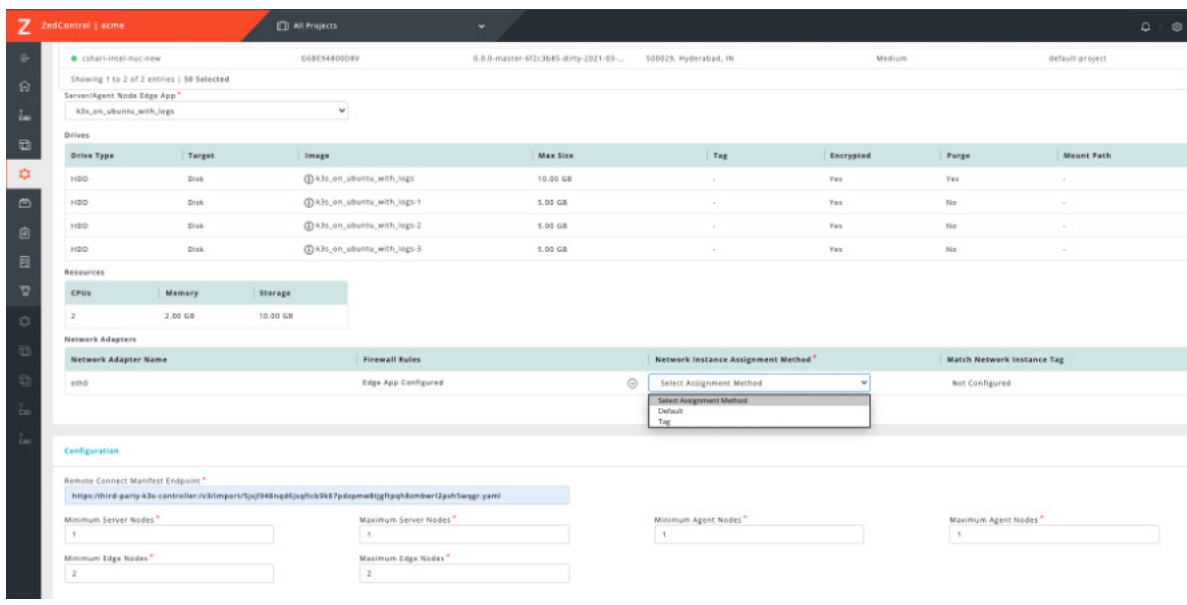 ZedControl | acme
All Projects
cshari-intel-nuc-new G6BE94800DBV 0.0.0-master-6f2c3b85-dirty-2021-03-... 500029, Hyderabad, IN Medium default-project
Showing 1 to 2 of 2 entries | 50 Selected
Server/Agent Node Edge App*
k3s_on_ubuntu_with_logs
Drives
Drive Type Target Image Max Size Tag Encrypted Purge Mount Path
HDD Disk k3s_on_ubuntu_with_logs 10.00 GB - Yes Yes -
HDD Disk k3s_on_ubuntu_with_logs-1 5.00 GB - Yes No -
HDD Disk k3s_on_ubuntu_with_logs-2 5.00 GB - Yes No -
HDD Disk k3s_on_ubuntu_with_logs-3 5.00 GB - Yes No -
Resources
CPUs Memory Storage
2 2.00 GB 10.00 GB
Network Adapters
Network Adapter Name Firewall Rules Network Instance Assignment Method* Match Network Instance Tag
eth0 Edge App Configured Select Assignment Method Not Configured
Select Assignment Method
Default
Tag
Configuration
Remote Connect Manifest Endpoint*
Minimum Server Nodes* Maximum Server Nodes* Minimum Agent Nodes* Maximum Agent Nodes*
1 1 1 1
Minimum Edge Nodes* Maximum Edge Nodes*
2 2